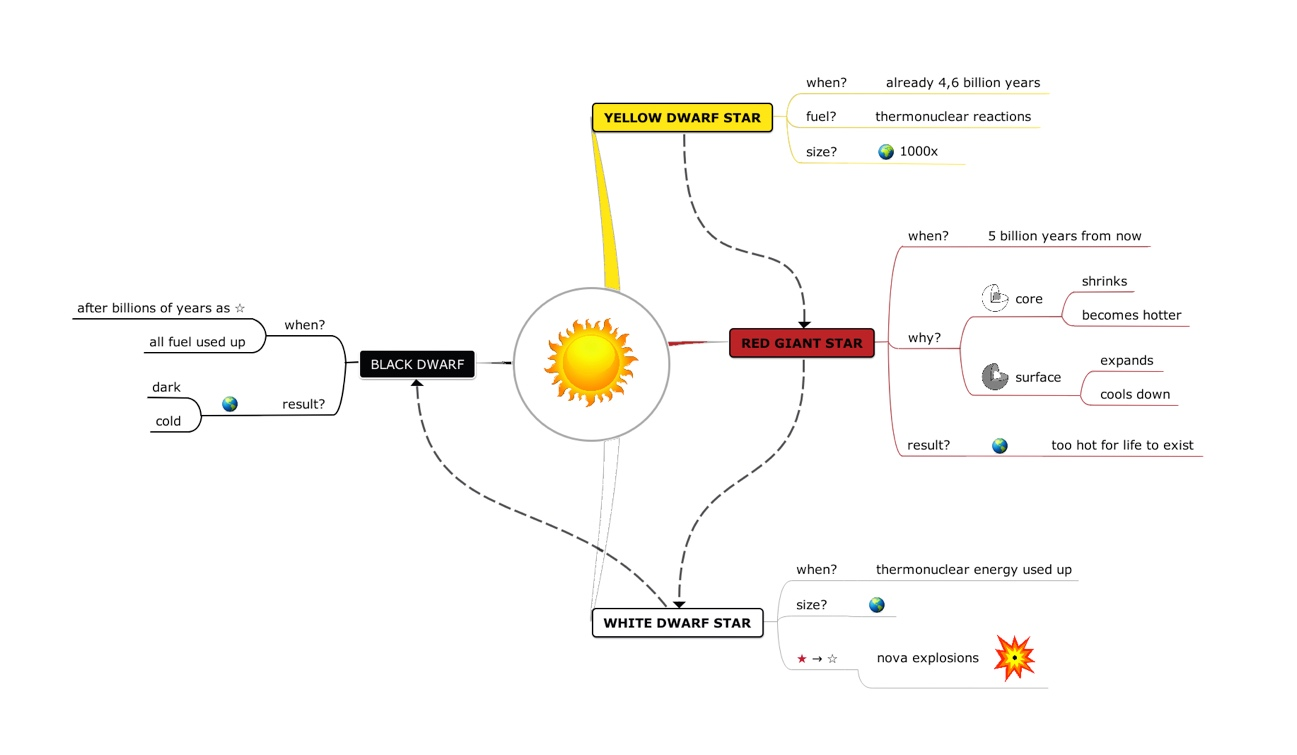 YELLOW DWARF STAR
when? already 4,6 billion years
fuel? thermonuclear reactions
size? 1000x
RED GIANT STAR
when? 5 billion years from now
why?
core
shrinks
becomes hotter
surface
expands
cools down
result? too hot for life to exist
WHITE DWARF STAR
when? thermonuclear energy used up
size?
★ → ☆ nova explosions
BLACK DWARF
when?
after billions of years as ☆
all fuel used up
result?
dark
cold